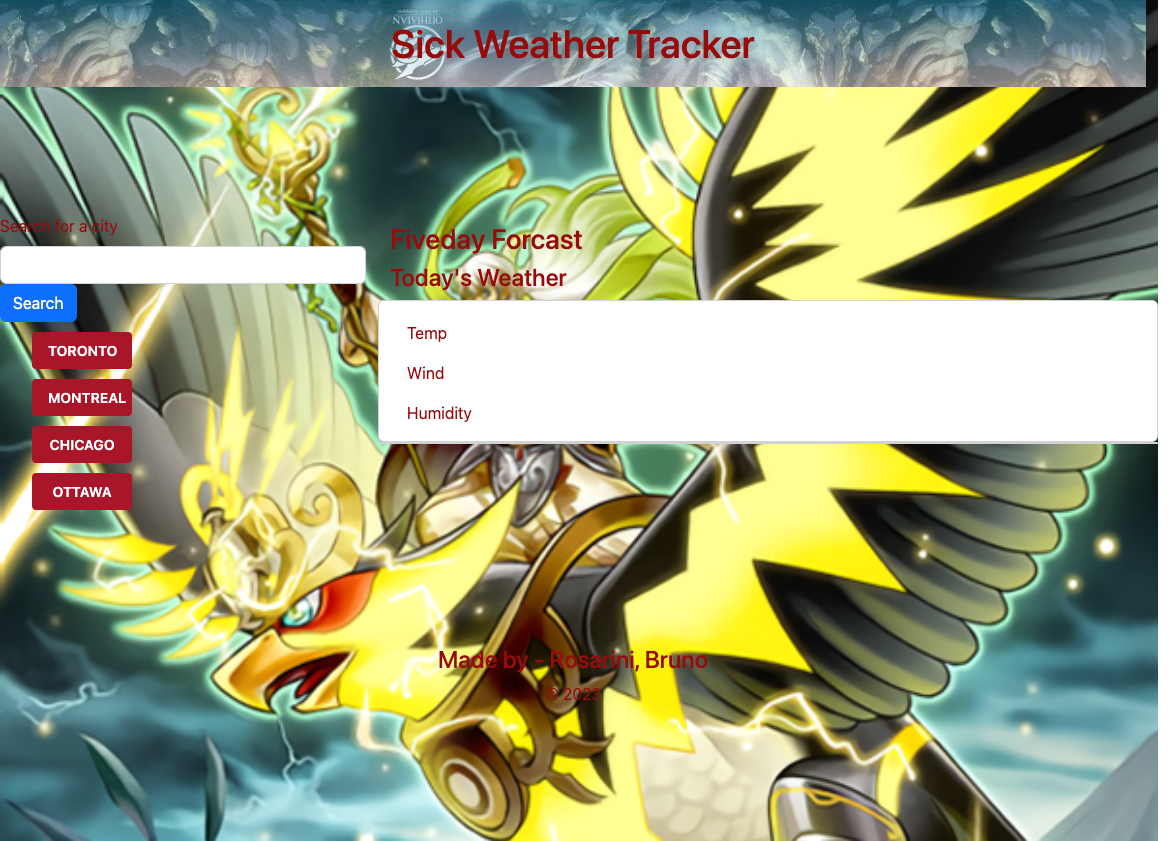 Sick Weather Tracker
Search for a city
Search
TORONTO
MONTREAL
CHICAGO
OTTAWA
Fiveday Forcast
Today's Weather
Temp
Wind
Humidity
Made by - Rosarini, Bruno
© 2023